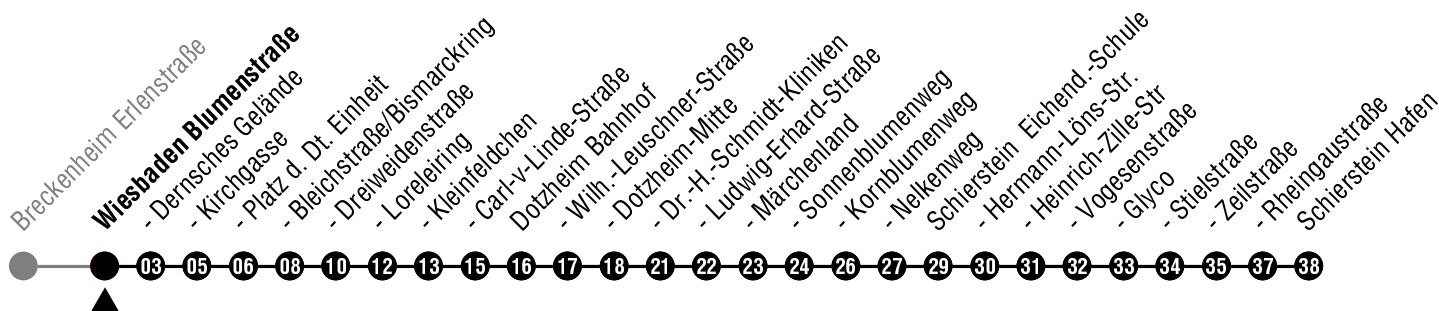 Breckenheim Erlenstraße
Wiesbaden Blumenstraße
- Dernsches Gelände
- Kirchgasse
- Platz d. Dt. Einheit
- Bleichstraße/Bismarckring
- Dreiweidenstraße
- Loreleiring
- Kleinfeldchen
- Carl-v-Linde-Straße
Dotzheim Bahnhof
- Wilh.-Leuschner-Straße
- Dotzheim-Mitte
- Dr.-H.-Schmidt-Kliniken
- Ludwig-Erhard-Straße
- Märchenland
- Sonnenblumenweg
- Kornblumenweg
- Nelkenweg
Schierstein Eichend.-Schule
- Hermann-Löns-Str.
- Heinrich-Zille-Str
- Vogesenstraße
- Glyco
- Stielstraße
- Zeilstraße
- Rheingaustraße
Schierstein Hafen
03 05 06 08 10 12 13 15 16 17 18 21 22 23 24 26 27 29 30 31 32 33 34 35 37 38